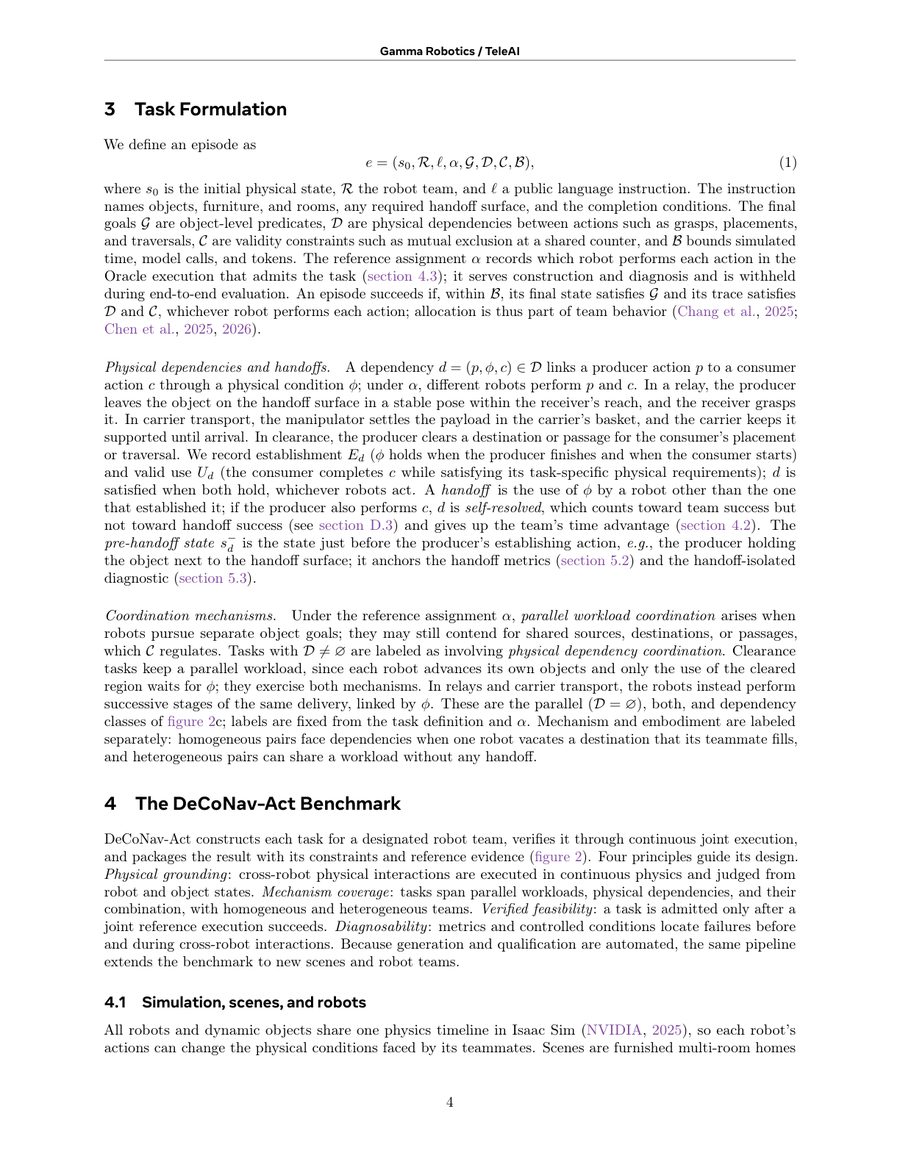 Gamma Robotics / TeleAI
3 Task Formulation
We define an episode as
e = (s₀, ℛ, ℓ, α, 𝒢, 𝒟, 𝒞, ℬ), (1)
where s₀ is the initial physical state, ℛ the robot team, and ℓ a public language instruction. The instruction
names objects, furniture, and rooms, any required handoff surface, and the completion conditions. The final
goals 𝒢 are object-level predicates, 𝒟 are physical dependencies between actions such as grasps, placements,
and traversals, 𝒞 are validity constraints such as mutual exclusion at a shared counter, and ℬ bounds simulated
time, model calls, and tokens. The reference assignment α records which robot performs each action in the
Oracle execution that admits the task (section 4.3); it serves construction and diagnosis and is withheld
during end-to-end evaluation. An episode succeeds if, within ℬ, its final state satisfies 𝒢 and its trace satisfies
𝒟 and 𝒞, whichever robot performs each action; allocation is thus part of team behavior (Chang et al., 2025;
Chen et al., 2025, 2026).
Physical dependencies and handoffs. A dependency d = (p, ϕ, c) ∈ 𝒟 links a producer action p to a consumer
action c through a physical condition ϕ; under α, different robots perform p and c. In a relay, the producer
leaves the object on the handoff surface in a stable pose within the receiver's reach, and the receiver grasps
it. In carrier transport, the manipulator settles the payload in the carrier's basket, and the carrier keeps it
supported until arrival. In clearance, the producer clears a destination or passage for the consumer's placement
or traversal. We record establishment E_d (ϕ holds when the producer finishes and when the consumer starts)
and valid use U_d (the consumer completes c while satisfying its task-specific physical requirements); d is
satisfied when both hold, whichever robots act. A handoff is the use of ϕ by a robot other than the one
that established it; if the producer also performs c, d is self-resolved, which counts toward team success but
not toward handoff success (see section D.3) and gives up the team's time advantage (section 4.2). The
pre-handoff state s_d⁻ is the state just before the producer's establishing action, e.g., the producer holding
the object next to the handoff surface; it anchors the handoff metrics (section 5.2) and the handoff-isolated
diagnostic (section 5.3).
Coordination mechanisms. Under the reference assignment α, parallel workload coordination arises when
robots pursue separate object goals; they may still contend for shared sources, destinations, or passages,
which 𝒞 regulates. Tasks with 𝒟 ≠ ∅ are labeled as involving physical dependency coordination. Clearance
tasks keep a parallel workload, since each robot advances its own objects and only the use of the cleared
region waits for ϕ; they exercise both mechanisms. In relays and carrier transport, the robots instead perform
successive stages of the same delivery, linked by ϕ. These are the parallel (𝒟 = ∅), both, and dependency
classes of figure 2c; labels are fixed from the task definition and α. Mechanism and embodiment are labeled
separately: homogeneous pairs face dependencies when one robot vacates a destination that its teammate fills,
and heterogeneous pairs can share a workload without any handoff.
4 The DeCoNav-Act Benchmark
DeCoNav-Act constructs each task for a designated robot team, verifies it through continuous joint execution,
and packages the result with its constraints and reference evidence (figure 2). Four principles guide its design.
Physical grounding: cross-robot physical interactions are executed in continuous physics and judged from
robot and object states. Mechanism coverage: tasks span parallel workloads, physical dependencies, and their
combination, with homogeneous and heterogeneous teams. Verified feasibility: a task is admitted only after a
joint reference execution succeeds. Diagnosability: metrics and controlled conditions locate failures before
and during cross-robot interactions. Because generation and qualification are automated, the same pipeline
extends the benchmark to new scenes and robot teams.
4.1 Simulation, scenes, and robots
All robots and dynamic objects share one physics timeline in Isaac Sim (NVIDIA, 2025), so each robot's
actions can change the physical conditions faced by its teammates. Scenes are furnished multi-room homes
4